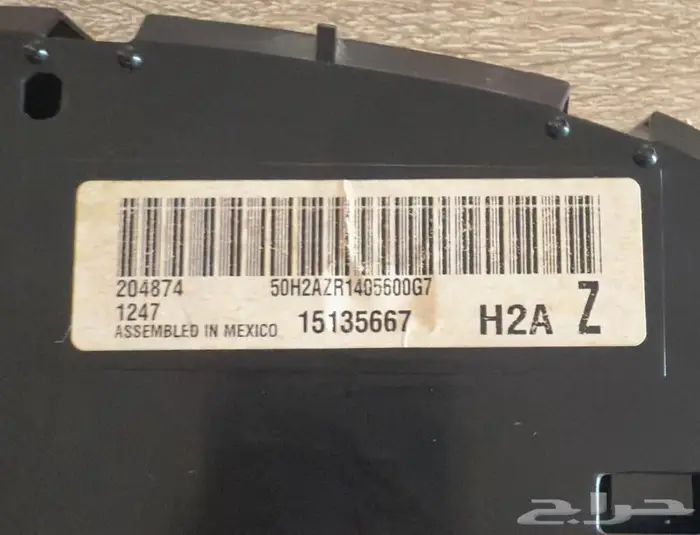 204874 50H2AZR1405600G7
1247
ASSEMBLED IN MEXICO 15135667 H2A Z
حراج